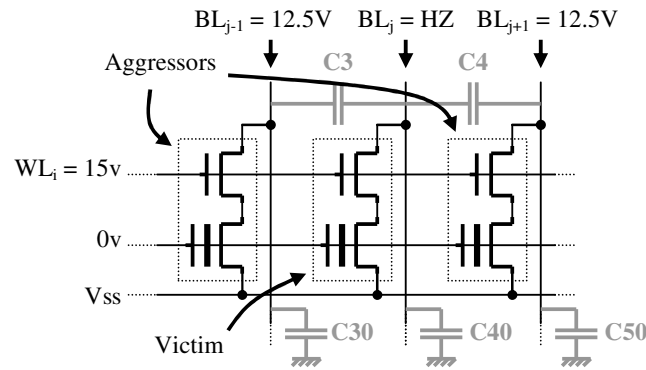 BLj-1 = 12.5V BLj = HZ BLj+1 = 12.5V
Aggressors
C3 C4
WLi = 15v
0v
Vss
Victim
C30 C40 C50